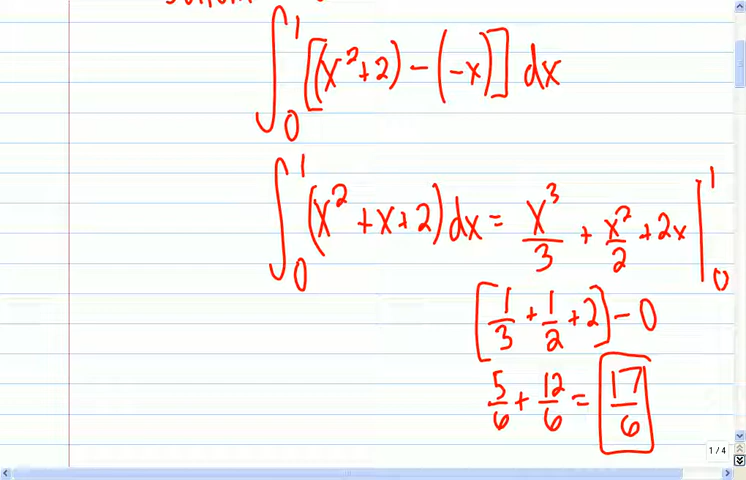 ∫₀¹ [(x²+2) - (-x)] dx
∫₀¹ (x² + x + 2) dx = x³/3 + x²/2 + 2x |₀¹
[1/3 + 1/2 + 2] - 0
5/6 + 12/6 = 17/6
1 / 4